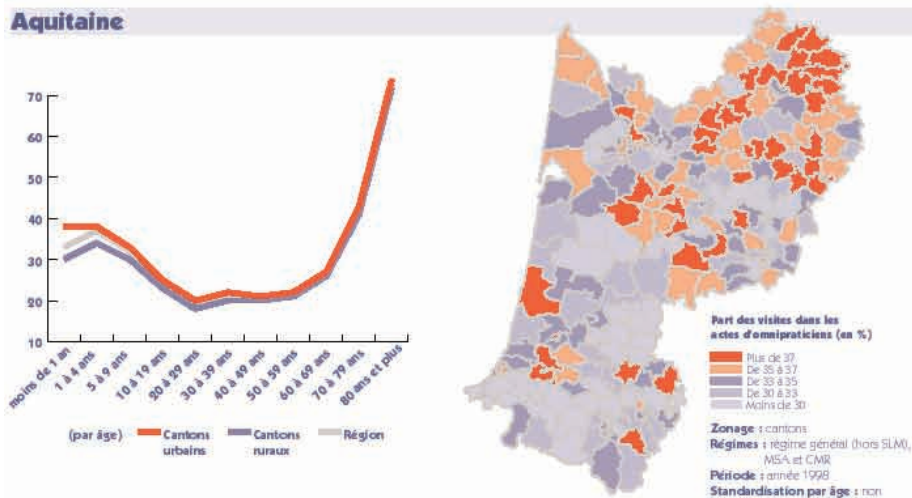 Aquitaine
70
60
50
40
30
20
10
moins de 1 an
1 à 4 ans
5 à 9 ans
10 à 19 ans
20 à 29 ans
30 à 39 ans
40 à 49 ans
50 à 59 ans
60 à 69 ans
70 à 79 ans
80 ans et plus
(par âge)
Cantons
urbains
Cantons
ruraux
Région
Part des visites dans les
actes d'omnipraticiens (en %)
Plus de 37
De 35 à 37
De 33 à 35
De 30 à 33
Moins de 30
Zonage : cantons
Régimes : régime général (hors SLM),
MSA et CMR
Période : année 1998
Standardisation par âge : non